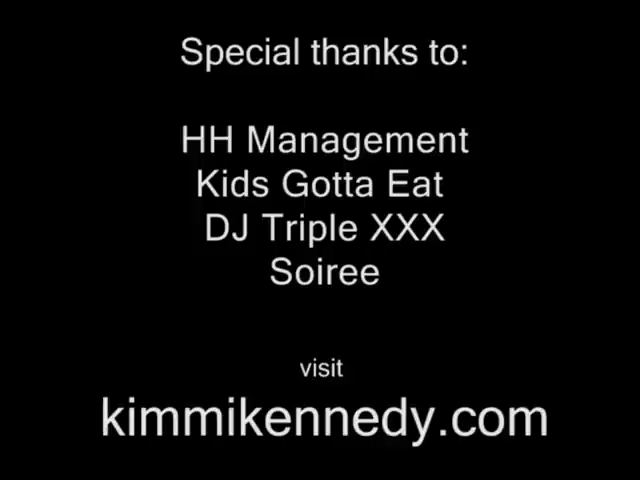 Special thanks to:
HH Management
Kids Gotta Eat
DJ Triple XXX
Soiree
visit
kimmikennedy.com